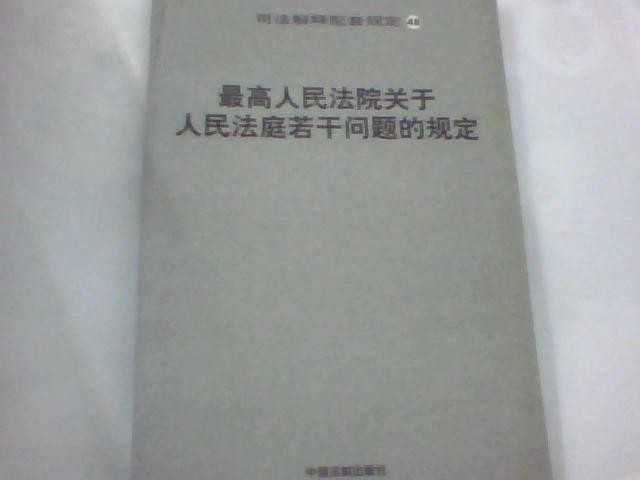 司法解释配套规定 48
最高人民法院关于
人民法庭若干问题的规定
中国法制出版社